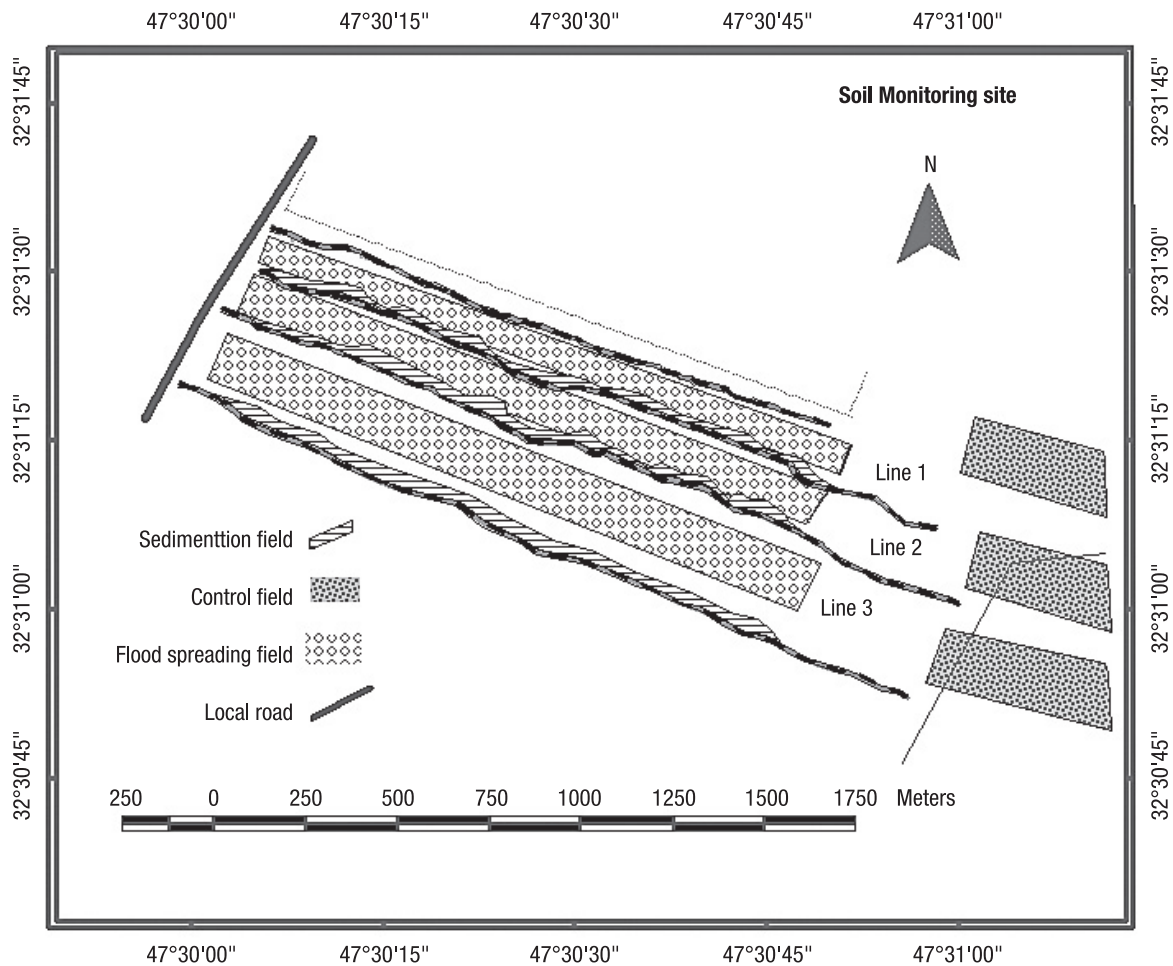 47°30'00" 47°30'15" 47°30'30" 47°30'45" 47°31'00"
32°31'45"
32°31'45"
Soil Monitoring site
N
32°31'30"
32°31'30"
32°31'15"
32°31'15"
Line 1
Line 2
Line 3
Sedimenttion field
Control field
Flood spreading field
Local road
32°31'00"
32°31'00"
32°30'45"
32°30'45"
250 0 250 500 750 1000 1250 1500 1750 Meters
47°30'00" 47°30'15" 47°30'30" 47°30'45" 47°31'00"